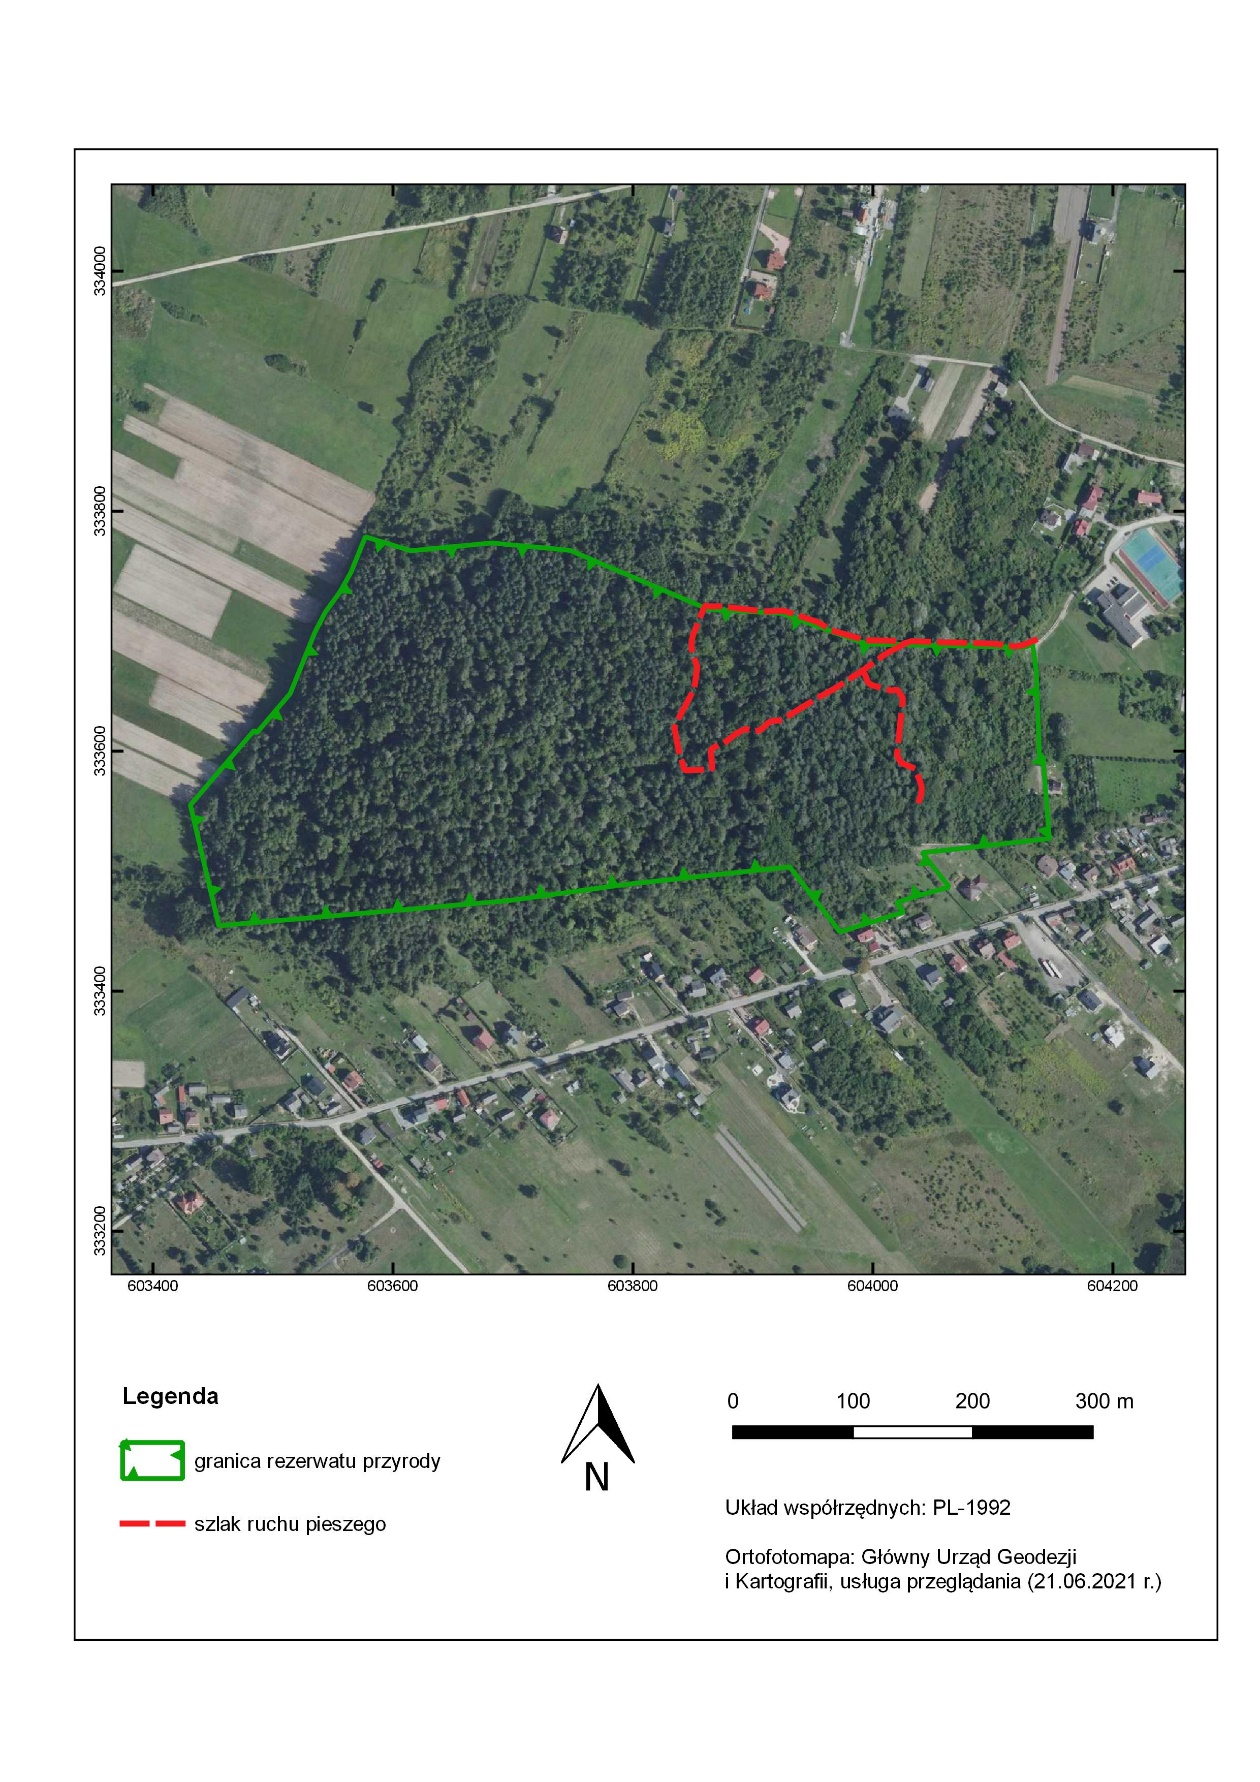 334000
333800
333600
333400
333200
603400 603600 603800 604000 604200
Legenda
granica rezerwatu przyrody
szlak ruchu pieszego
N
0 100 200 300 m
Układ współrzędnych: PL-1992
Ortofotomapa: Główny Urząd Geodezji
i Kartografii, usługa przeglądania (21.06.2021 r.)